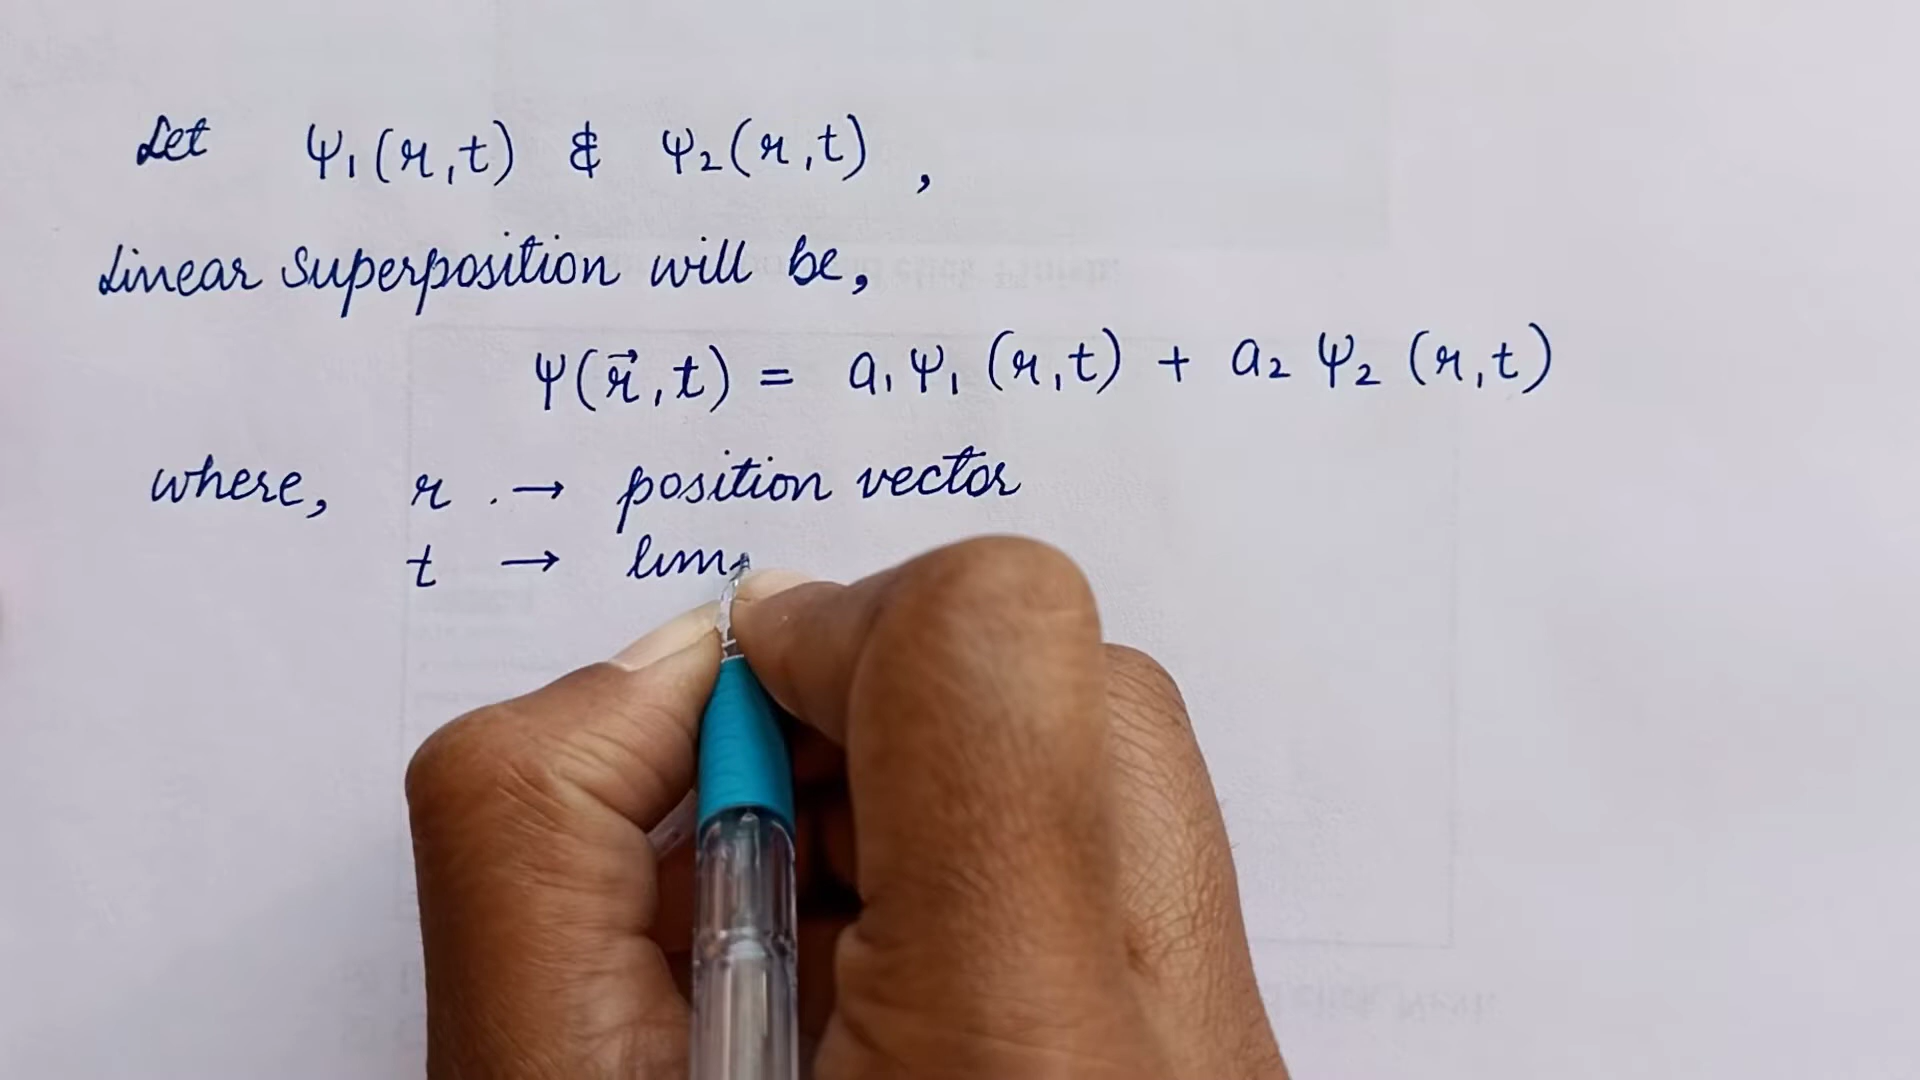 Let ψ₁(r,t) & ψ₂(r,t) ,
Linear superposition will be,
ψ(r⃗,t) = a₁ψ₁(r,t) + a₂ψ₂(r,t)
where, r → position vector
t →